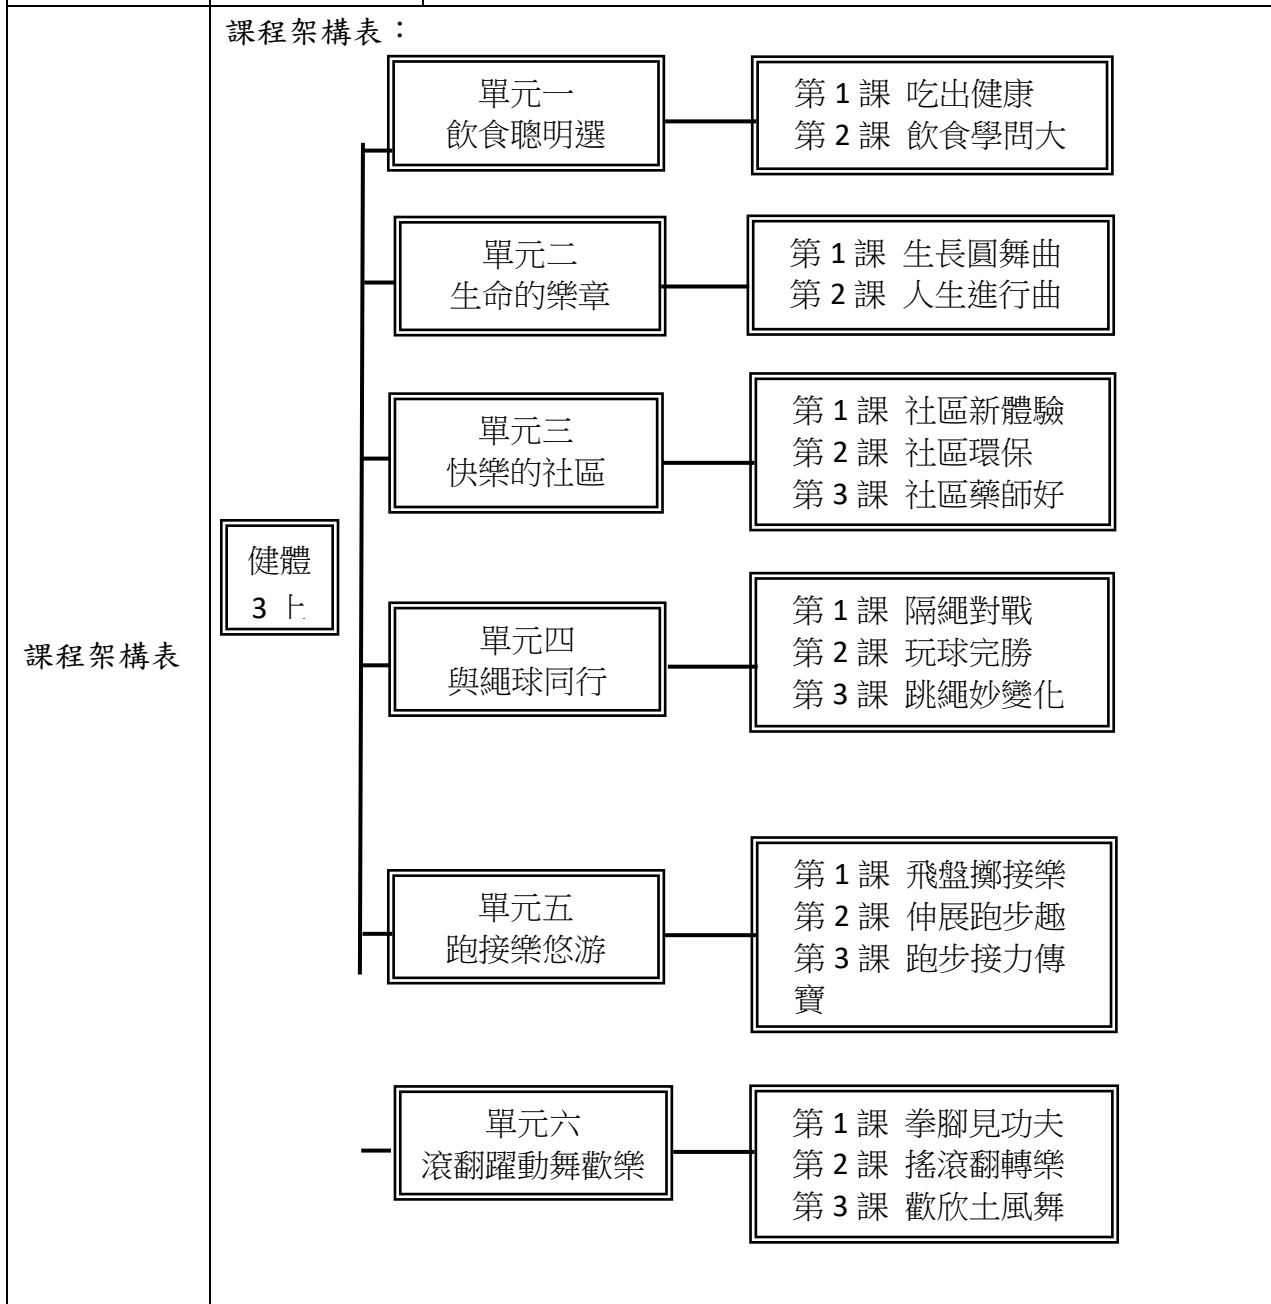 課程架構表：
單元一
飲食聰明選
第 1 課 吃出健康
第 2 課 飲食學問大
單元二
生命的樂章
第 1 課 生長圓舞曲
第 2 課 人生進行曲
單元三
快樂的社區
第 1 課 社區新體驗
第 2 課 社區環保
第 3 課 社區藥師好
健體
3 上
單元四
與繩球同行
第 1 課 隔繩對戰
第 2 課 玩球完勝
第 3 課 跳繩妙變化
課程架構表
單元五
跑接樂悠游
第 1 課 飛盤擲接樂
第 2 課 伸展跑步趣
第 3 課 跑步接力傳
寶
單元六
滾翻躍動舞歡樂
第 1 課 拳腳見功夫
第 2 課 搖滾翻轉樂
第 3 課 歡欣土風舞